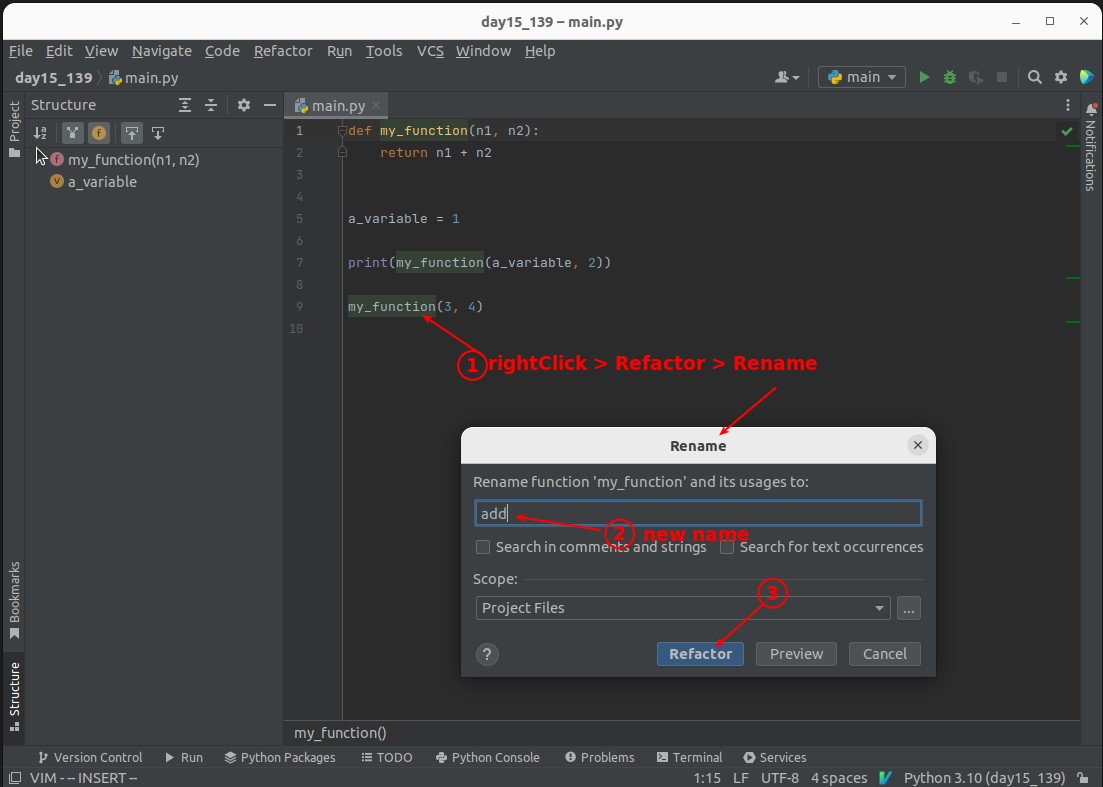 day15_139 – main.py
File Edit View Navigate Code Refactor Run Tools VCS Window Help
day15_139 main.py
main
Project
Structure
my_function(n1, n2)
a_variable
main.py
1 def my_function(n1, n2):
2 return n1 + n2
3
4
5 a_variable = 1
6
7 print(my_function(a_variable, 2))
8
9 my_function(3, 4)
10
Notifications
1 rightClick > Refactor > Rename
Rename
Rename function 'my_function' and its usages to:
add
2 new name
Search in comments and strings Search for text occurrences
Scope:
3
Project Files ...
? Refactor Preview Cancel
Bookmarks
Structure
my_function()
Version Control Run Python Packages TODO Python Console Problems Terminal Services
VIM - -- INSERT -- 1:15 LF UTF-8 4 spaces Python 3.10 (day15_139)